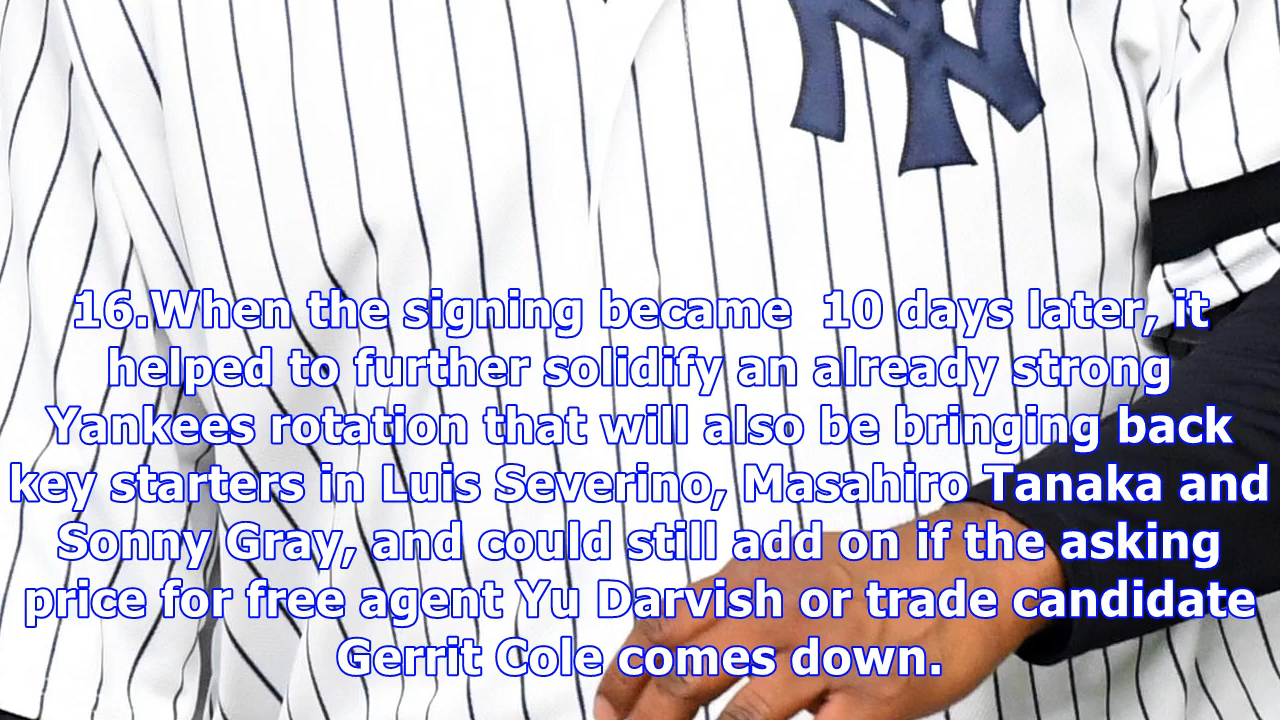 NY
16.When the signing became  10 days later, it
helped to further solidify an already strong
Yankees rotation that will also be bringing back
key starters in Luis Severino, Masahiro Tanaka and
Sonny Gray, and could still add on if the asking
price for free agent Yu Darvish or trade candidate
Gerrit Cole comes down.